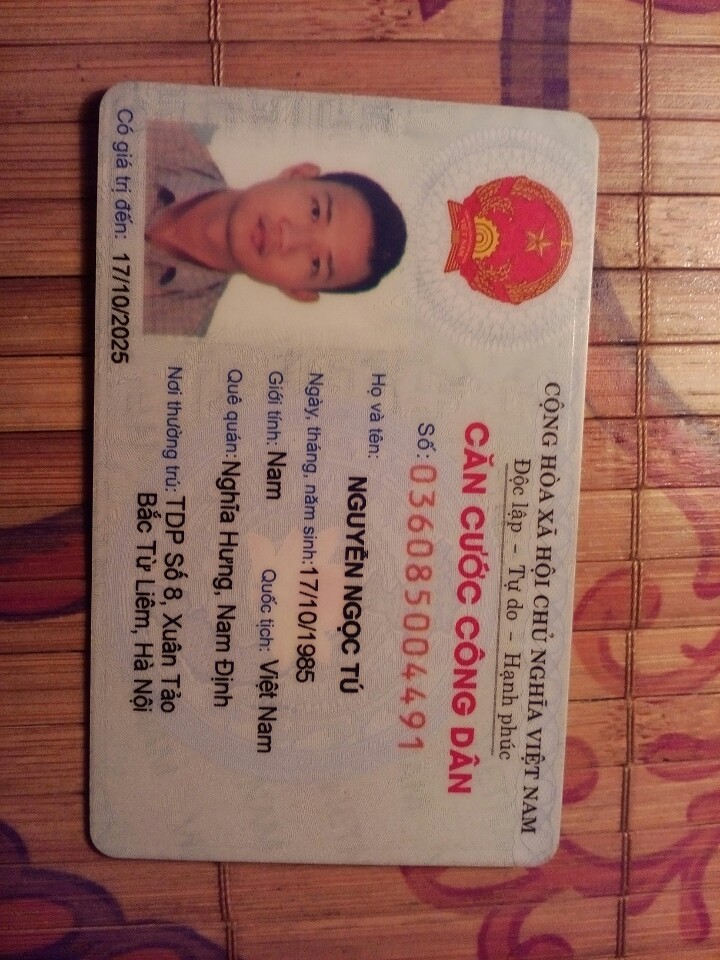 CỘNG HÒA XÃ HỘI CHỦ NGHĨA VIỆT NAM
Độc lập - Tự do - Hạnh phúc
CĂN CƯỚC CÔNG DÂN
Số: 036085004491
Họ và tên:
NGUYỄN NGỌC TÚ
Ngày, tháng, năm sinh: 17/10/1985
Giới tính: Nam Quốc tịch: Việt Nam
Quê quán: Nghĩa Hưng, Nam Định
Nơi thường trú: TDP Số 8, Xuân Tảo
Bắc Từ Liêm, Hà Nội
Có giá trị đến: 17/10/2025
VIỆT NAM